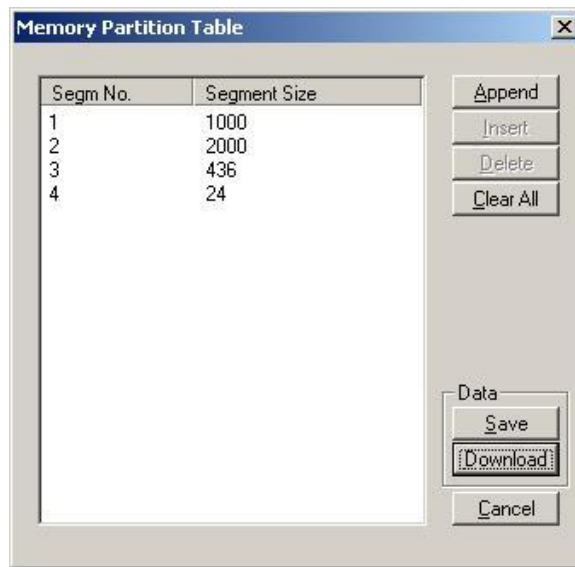 Memory Partition Table
Segm No. Segment Size
1 1000
2 2000
3 436
4 24
Append
Insert
Delete
Clear All
Data
Save
Download
Cancel